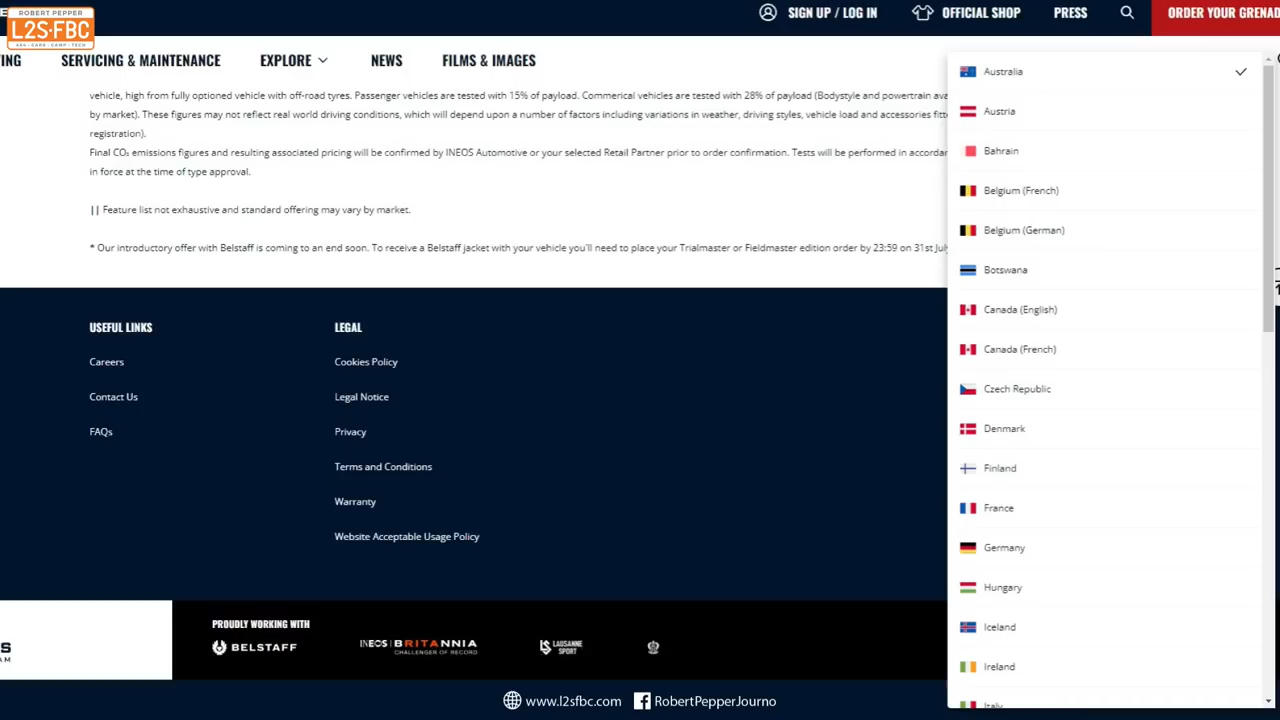 ROBERT PEPPER
L2S·FBC
4X4 · CARS · CAMP · TECH
SIGN UP / LOG IN
OFFICIAL SHOP
PRESS
ORDER YOUR GRENAD
ING
SERVICING & MAINTENANCE
EXPLORE
NEWS
FILMS & IMAGES
vehicle, high from fully optioned vehicle with off-road tyres. Passenger vehicles are tested with 15% of payload. Commerical vehicles are tested with 28% of payload (Bodystyle and powertrain ava
by market). These figures may not reflect real world driving conditions, which will depend upon a number of factors including variations in weather, driving styles, vehicle load and accessories fitt
registration).
Final CO₂ emissions figures and resulting associated pricing will be confirmed by INEOS Automotive or your selected Retail Partner prior to order confirmation. Tests will be performed in accordan
in force at the time of type approval.
|| Feature list not exhaustive and standard offering may vary by market.
* Our introductory offer with Belstaff is coming to an end soon. To receive a Belstaff jacket with your vehicle you'll need to place your Trialmaster or Fieldmaster edition order by 23:59 on 31st July
USEFUL LINKS
Careers
Contact Us
FAQs
LEGAL
Cookies Policy
Legal Notice
Privacy
Terms and Conditions
Warranty
Website Acceptable Usage Policy
Australia
Austria
Bahrain
Belgium (French)
Belgium (German)
Botswana
Canada (English)
Canada (French)
Czech Republic
Denmark
Finland
France
Germany
Hungary
Iceland
Ireland
Italy
PROUDLY WORKING WITH
BELSTAFF
INEOS | BRITANNIA
CHALLENGER OF RECORD
LAUSANNE
SPORT
www.l2sfbc.com
RobertPepperJourno